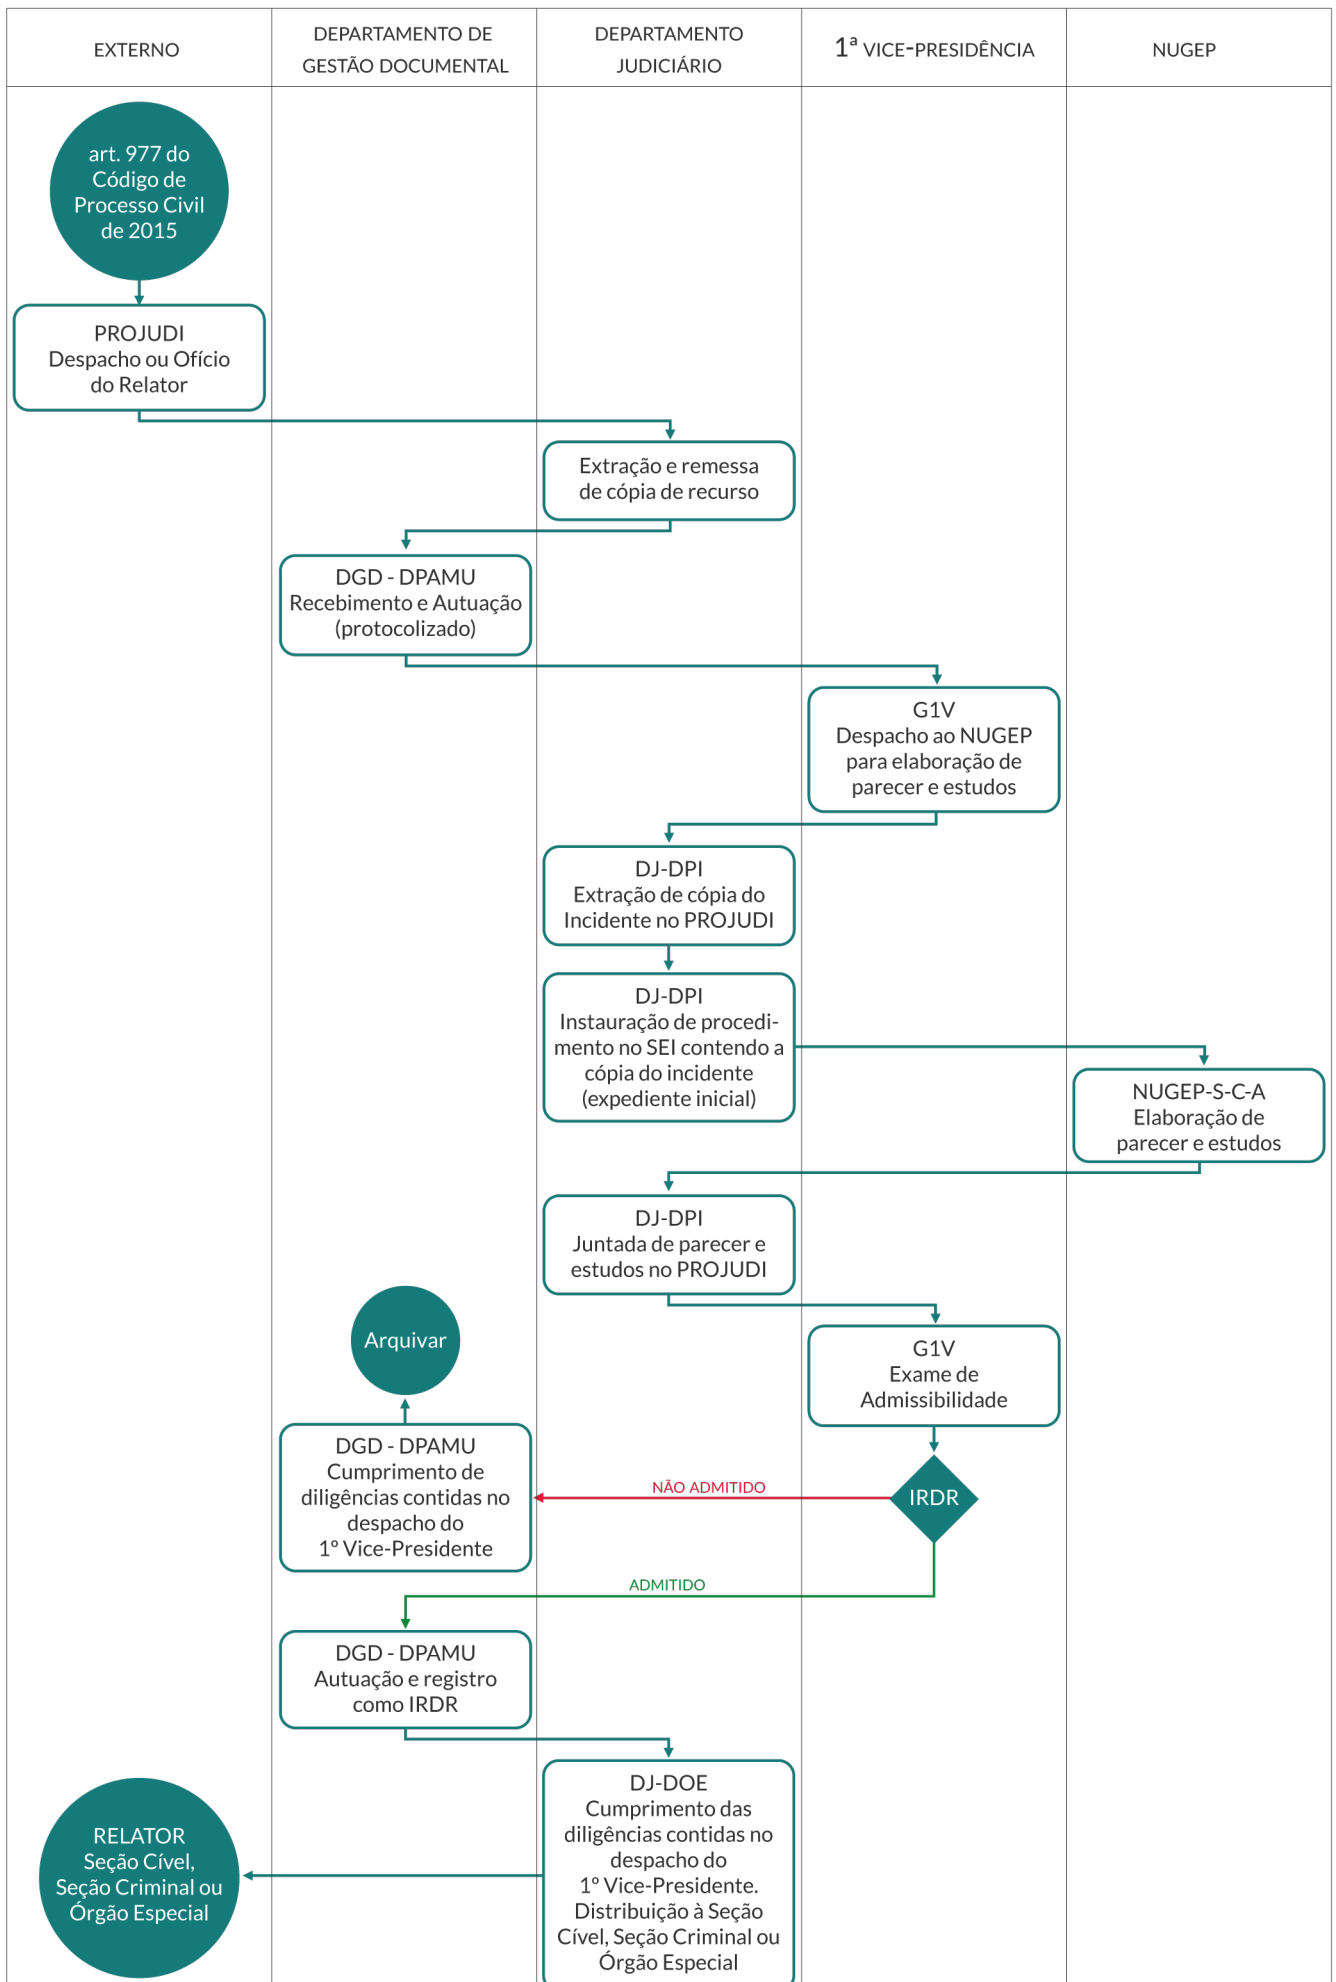 EXTERNO
DEPARTAMENTO DE
GESTÃO DOCUMENTAL
DEPARTAMENTO
JUDICIÁRIO
1ª VICE-PRESIDÊNCIA
NUGEP
art. 977 do
Código de
Processo Civil
de 2015
PROJUDI
Despacho ou Ofício
do Relator
Extração e remessa
de cópia de recurso
DGD - DPAMU
Recebimento e Autuação
(protocolizado)
G1V
Despacho ao NUGEP
para elaboração de
parecer e estudos
DJ-DPI
Extração de cópia do
Incidente no PROJUDI
DJ-DPI
Instauração de procedi-
mento no SEI contendo a
cópia do incidente
(expediente inicial)
NUGEP-S-C-A
Elaboração de
parecer e estudos
DJ-DPI
Juntada de parecer e
estudos no PROJUDI
G1V
Exame de
Admissibilidade
Arquivar
IRDR
NÃO ADMITIDO
DGD - DPAMU
Cumprimento de
diligências contidas no
despacho do
1º Vice-Presidente
ADMITIDO
DGD - DPAMU
Autuação e registro
como IRDR
DJ-DOE
Cumprimento das
diligências contidas no
despacho do
1º Vice-Presidente.
Distribuição à Seção
Cível, Seção Criminal ou
Órgão Especial
RELATOR
Seção Cível,
Seção Criminal ou
Órgão Especial